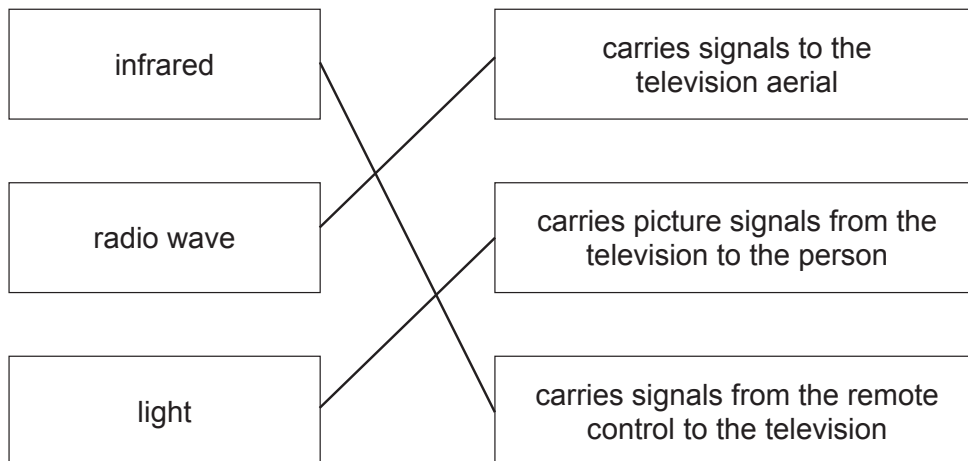 infrared
carries signals to the
television aerial
radio wave
carries picture signals from the
television to the person
light
carries signals from the remote
control to the television